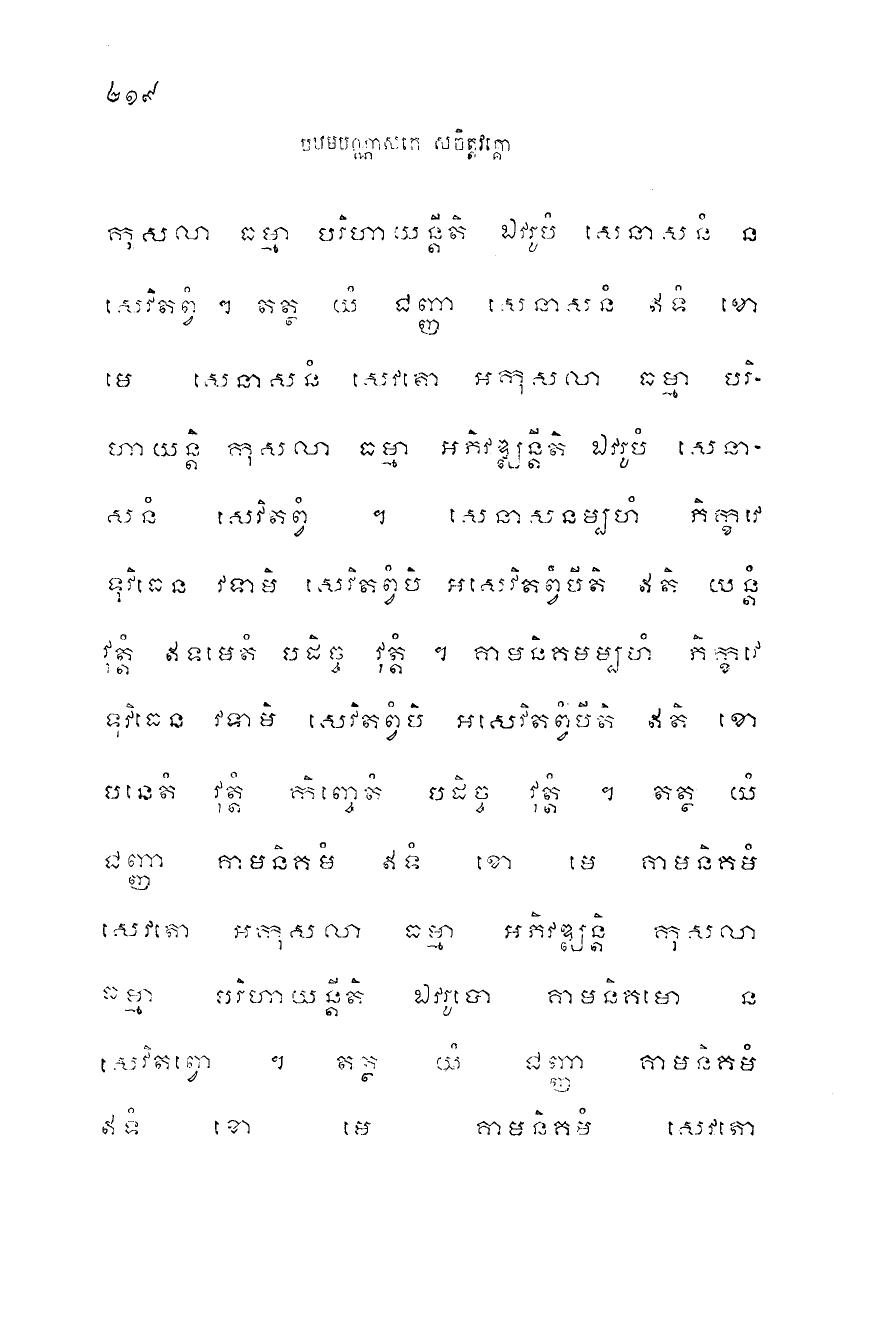 ២១៩
បឋមបណ្ណាសកេ សចិត្តវគ្គោ
កុសលា ធម្មា បរិហាយន្តីតិ ឯវរូបំ សេនាសនំ ន
សេវិតព្វំ ។ តត្ថ យំ ជញ្ញា សេនាសនំ ឥទំ ខោ
មេ សេនាសនំ សេវតោ អកុសលា ធម្មា បរិ-
ហាយន្តិ កុសលា ធម្មា អភិវឌ្ឍន្តីតិ ឯវរូបំ សេនា-
សនំ សេវិតព្វំ ។ សេនាសនម្បហំ ភិក្ខវេ
ទុវិធេន វទាមិ សេវិតព្វំបិ អសេវិតព្វំបីតិ ឥតិ យន្តំ
វុត្តំ ឥទមេតំ បដិច្ច វុត្តំ ។ គាមនិគមម្បហំ ភិក្ខវេ
ទុវិធេន វទាមិ សេវិតព្វំបិ អសេវិតព្វំបីតិ ឥតិ ខោ
បនេតំ វុត្តំ កិញ្ចេតំ បដិច្ច វុត្តំ ។ តត្ថ យំ
ជញ្ញា គាមនិគមំ ឥទំ ខោ មេ គាមនិគមំ
សេវតោ អកុសលា ធម្មា អភិវឌ្ឍន្តិ កុសលា
ធម្មា បរិហាយន្តីតិ ឯវរូបោ គាមនិគមោ ន
សេវិតព្វោ ។ តត្ថ យំ ជញ្ញា គាមនិគមំ
ឥទំ ខោ មេ គាមនិគមំ សេវតោ